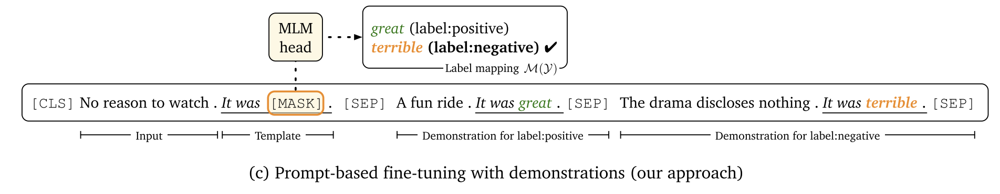 MLM
head
great (label:positive)
terrible (label:negative) ✔
Label mapping ℳ(𝒴)
[CLS] No reason to watch . It was [MASK] . [SEP] A fun ride . It was great . [SEP] The drama discloses nothing . It was terrible . [SEP]
Input
Template
Demonstration for label:positive
Demonstration for label:negative
(c) Prompt-based fine-tuning with demonstrations (our approach)